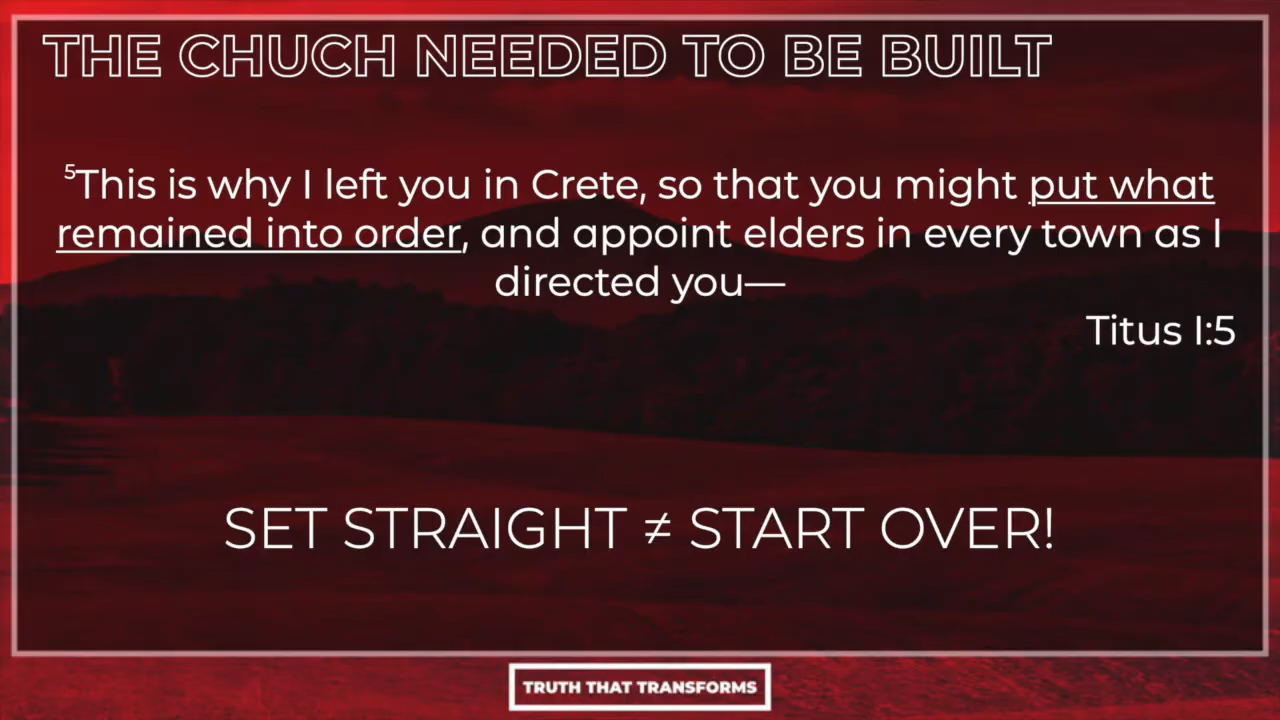 THE CHUCH NEEDED TO BE BUILT
⁵This is why I left you in Crete, so that you might put what
remained into order, and appoint elders in every town as I
directed you—
Titus 1:5
SET STRAIGHT ≠ START OVER!
TRUTH THAT TRANSFORMS